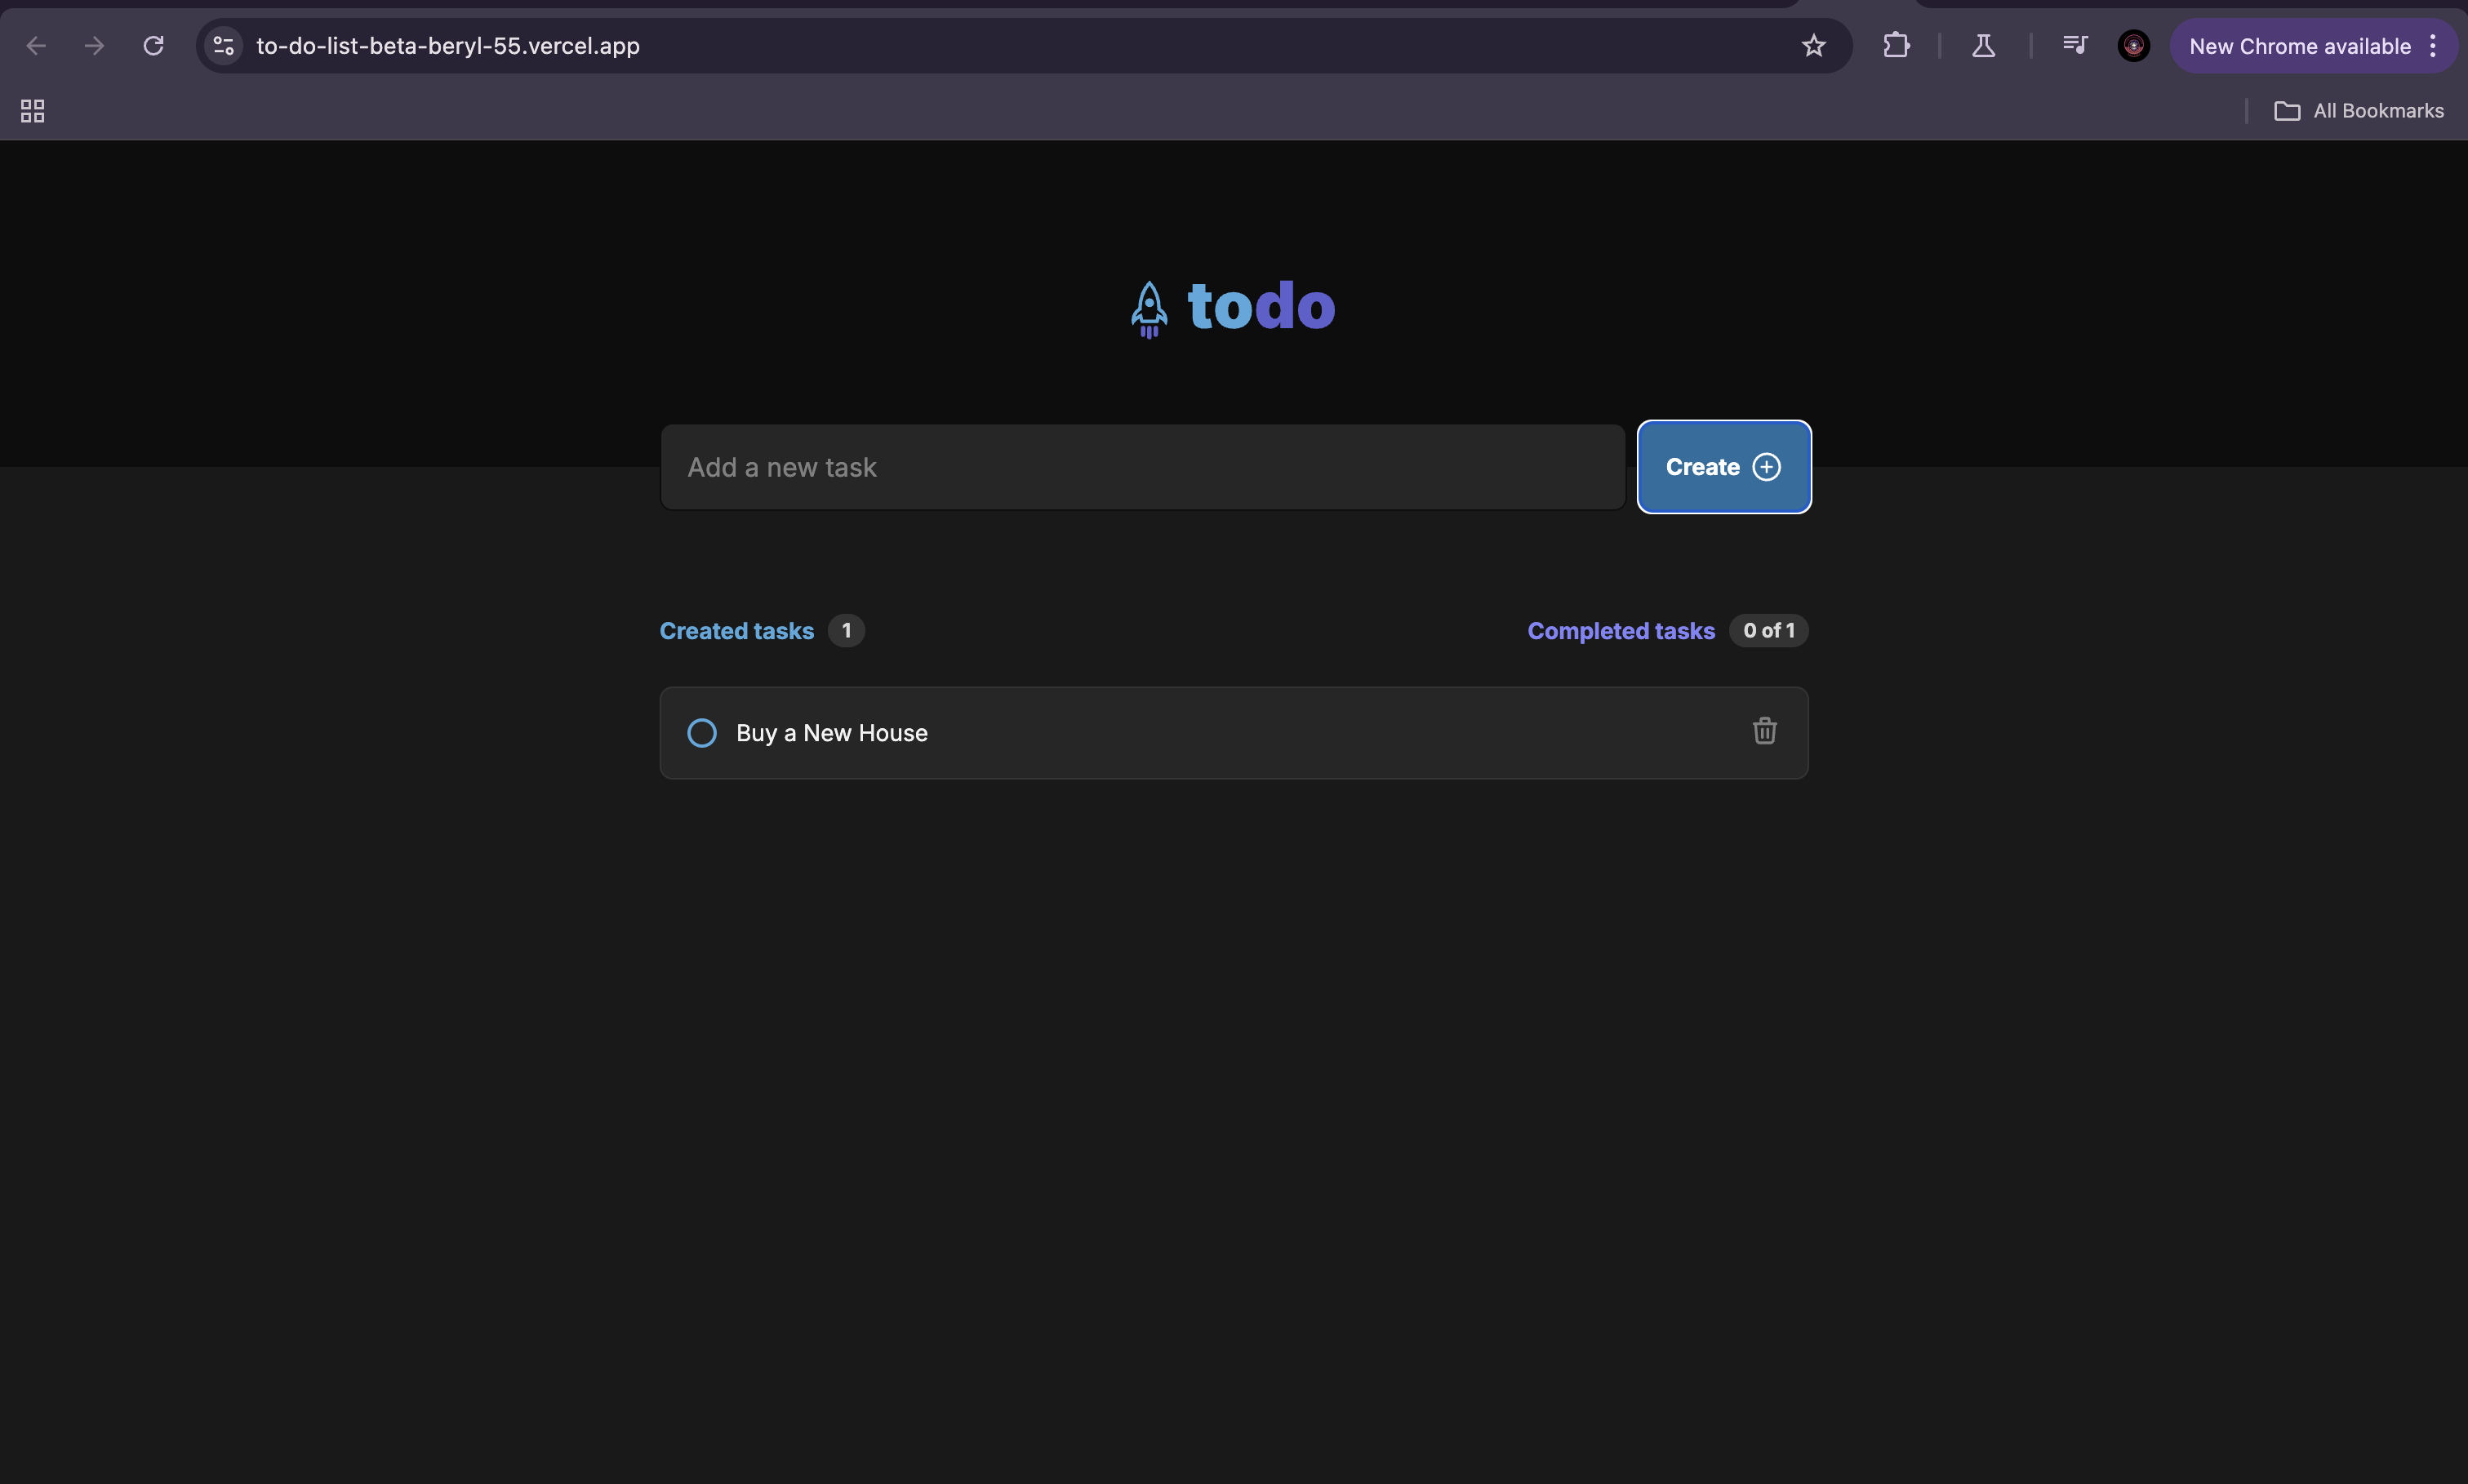 to-do-list-beta-beryl-55.vercel.app
New Chrome available
All Bookmarks
todo
Add a new task
Create
Created tasks 1
Completed tasks 0 of 1
Buy a New House